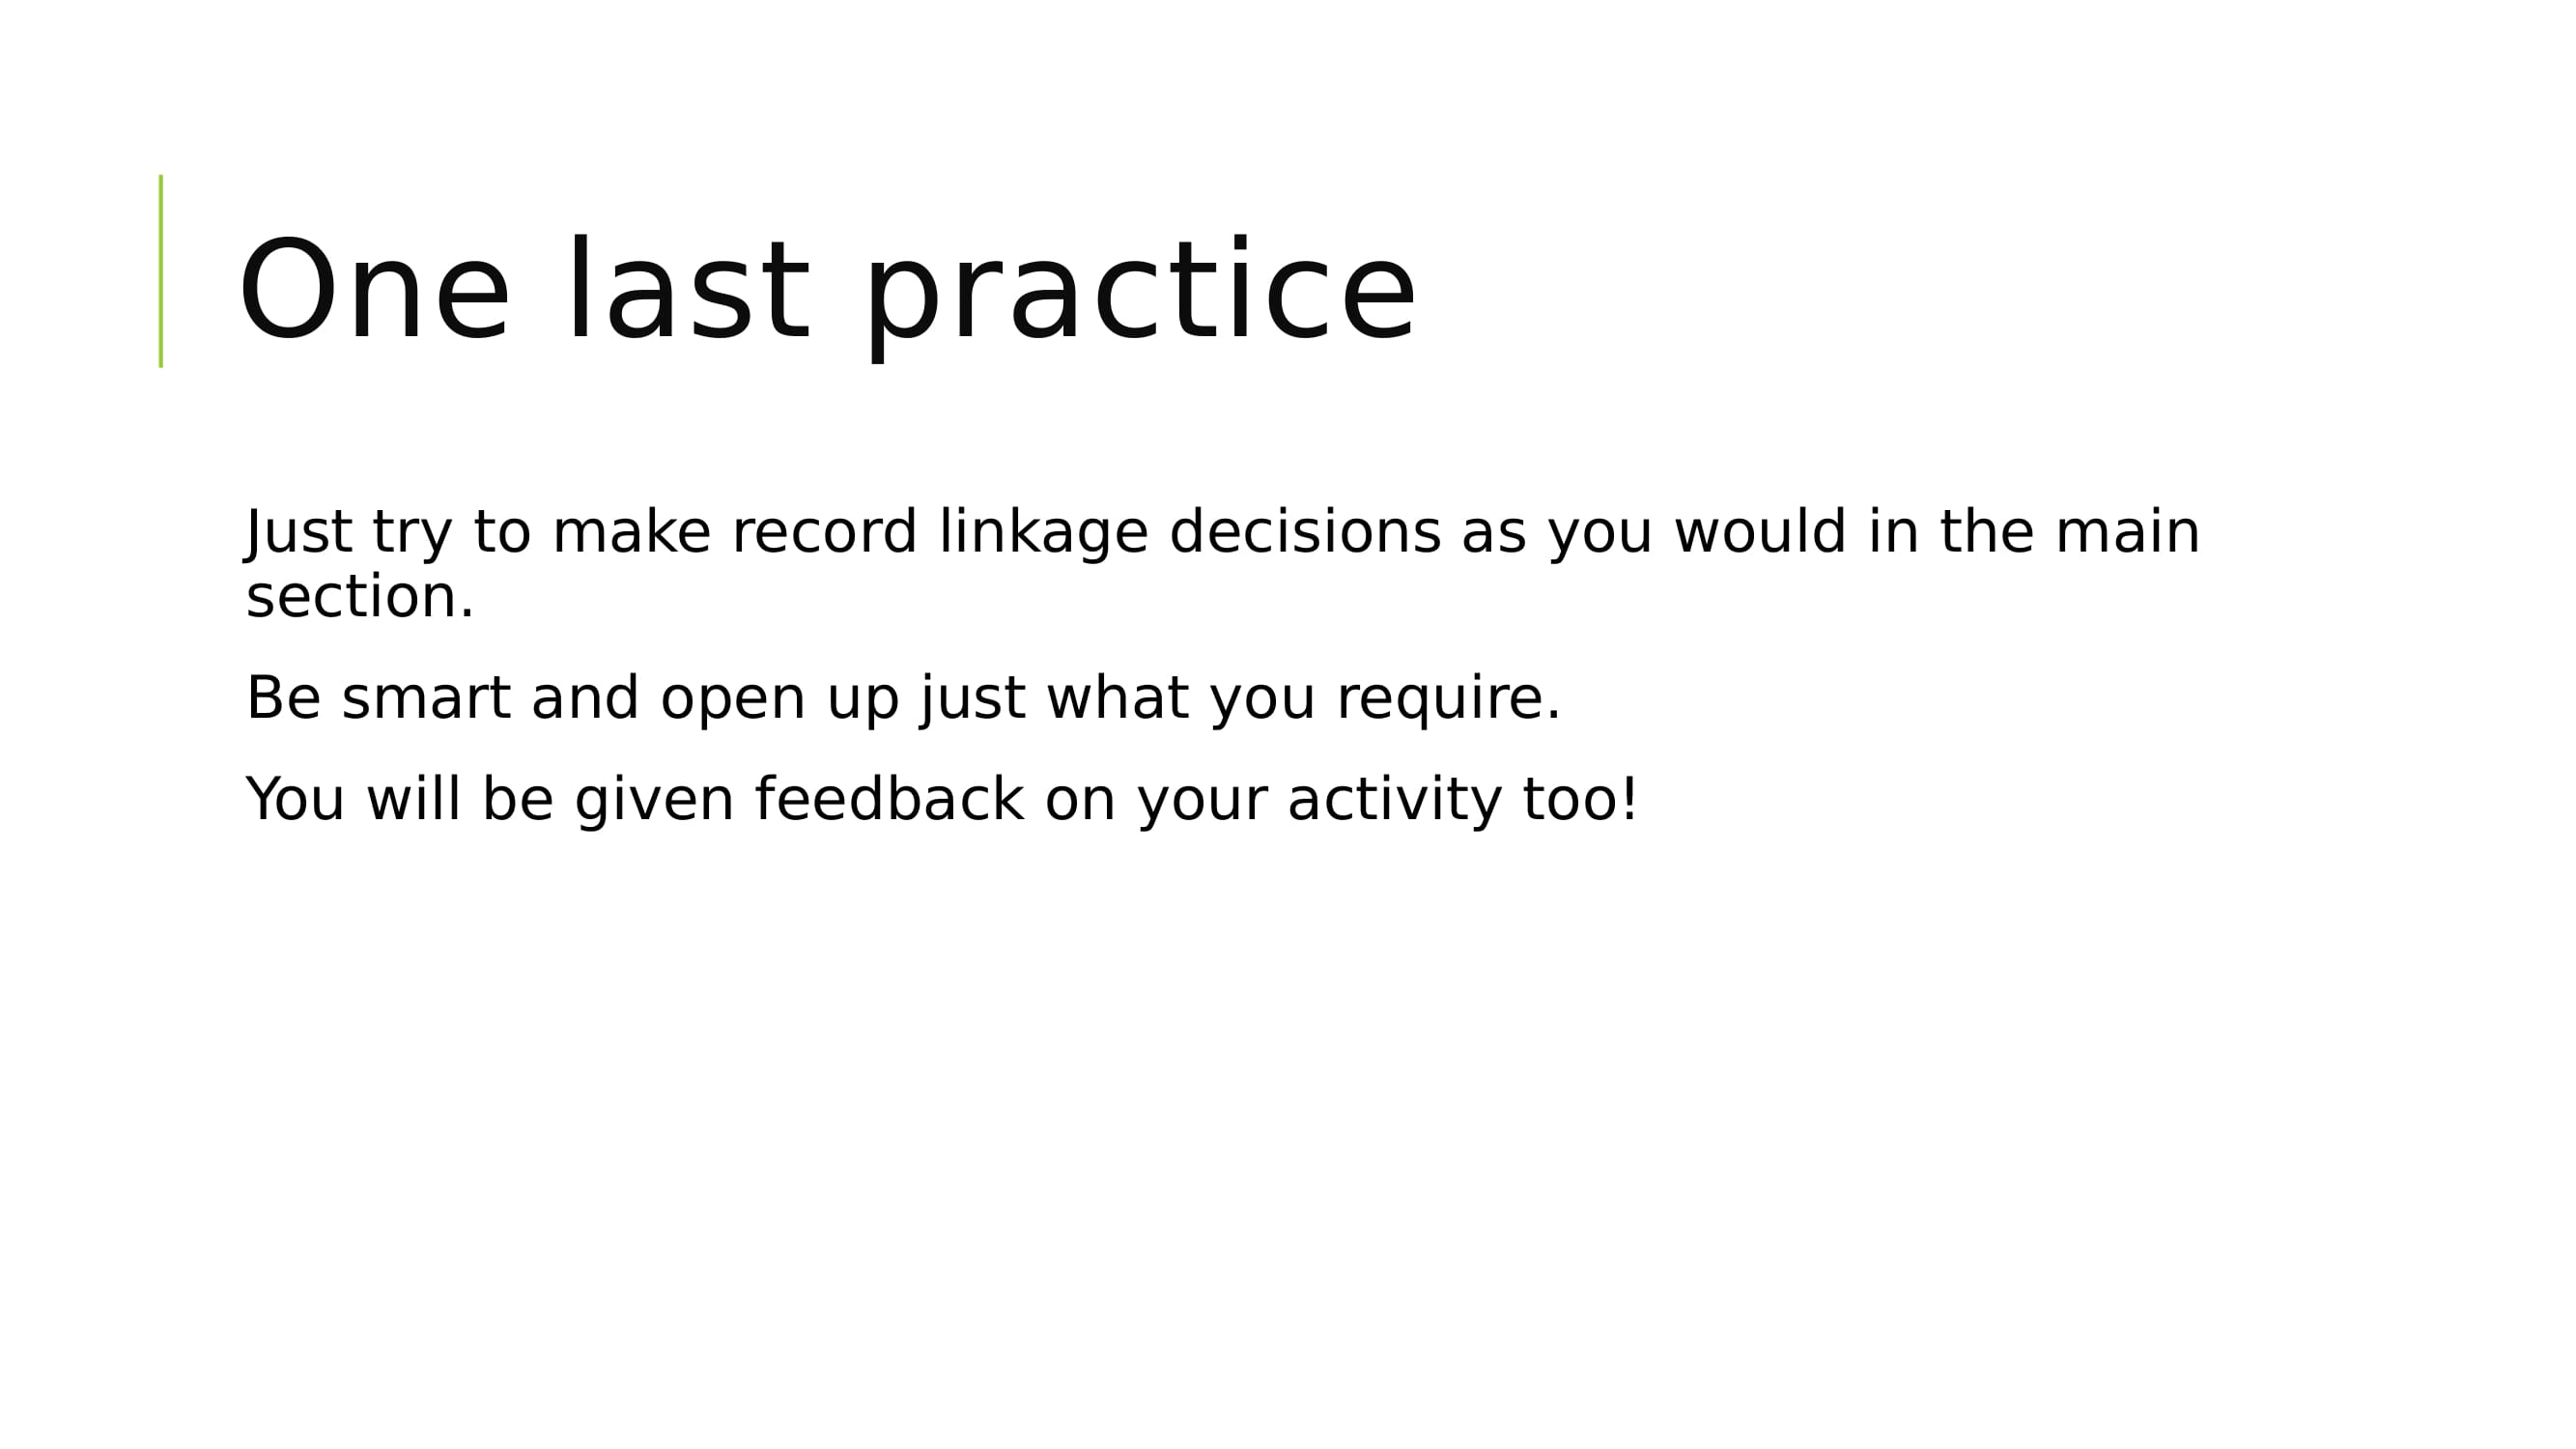 One last practice
Just try to make record linkage decisions as you would in the main
section.
Be smart and open up just what you require.
You will be given feedback on your activity too!